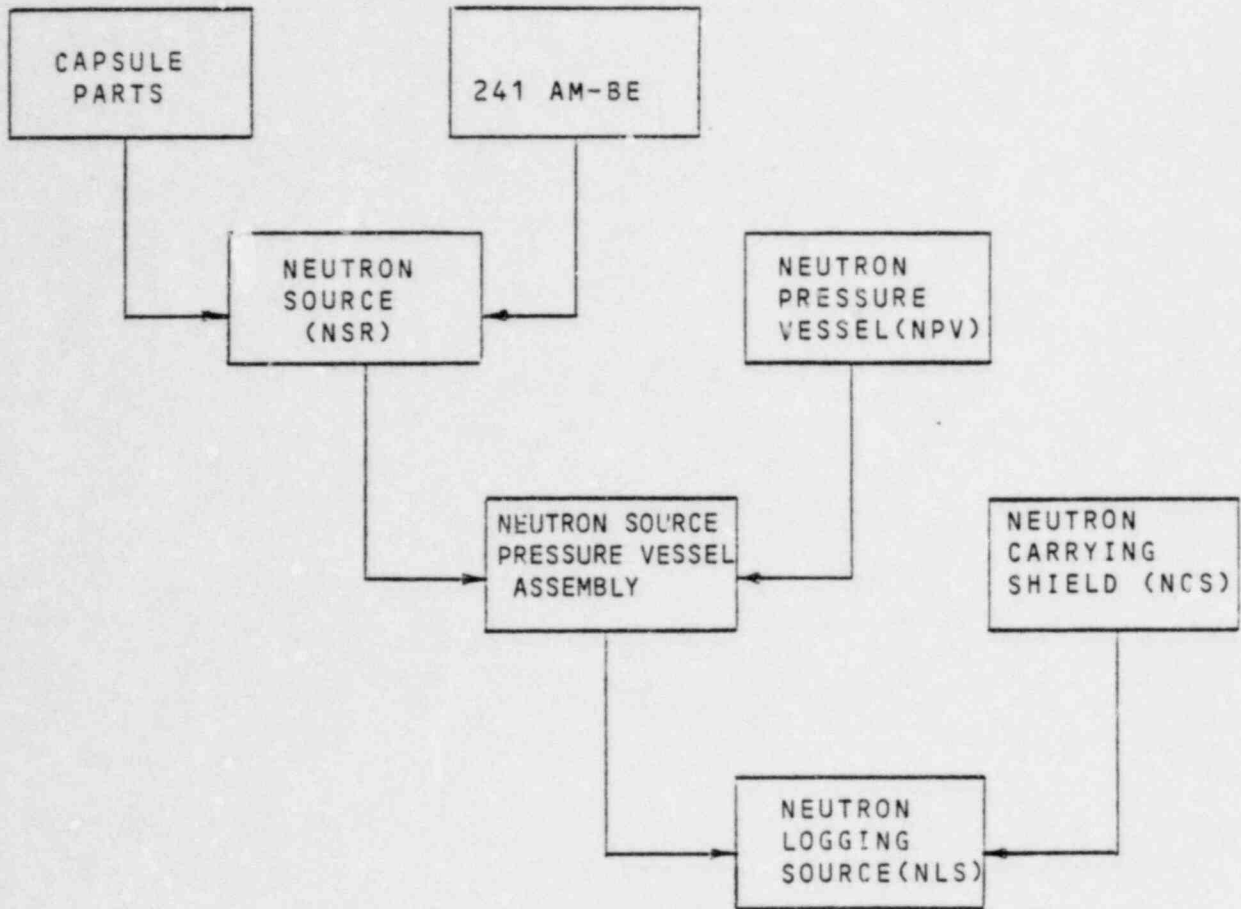 CAPSULE
PARTS
241 AM-BE
NEUTRON
SOURCE
(NSR)
NEUTRON
PRESSURE
VESSEL(NPV)
NEUTRON SOURCE
PRESSURE VESSEL
ASSEMBLY
NEUTRON
CARRYING
SHIELD (NCS)
NEUTRON
LOGGING
SOURCE(NLS)